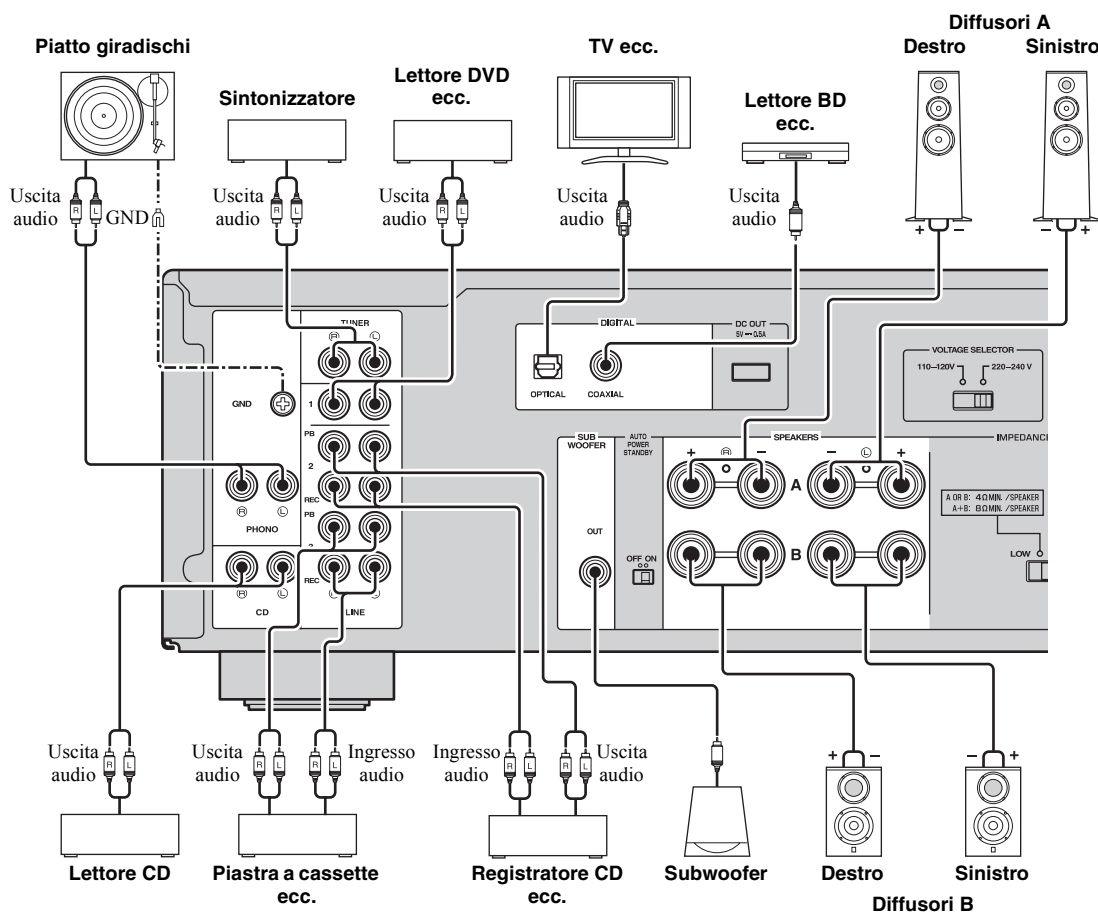 Diffusori A
Piatto giradischi
TV ecc.
Destro
Sinistro
Sintonizzatore
Lettore DVD
ecc.
Lettore BD
ecc.
Uscita
audio
R
L
GND
Uscita
audio
R
L
Uscita
audio
R
L
Uscita
audio
Uscita
audio
+
–
–
+
TUNER
R
L
GND
1
PB
2
REC
PB
3
REC
R
L
PHONO
R
L
CD
LINE
DIGITAL
OPTICAL
COAXIAL
DC OUT
5V ⎓ 0.5A
VOLTAGE SELECTOR
110–120V
220–240 V
SUB
WOOFER
OUT
AUTO
POWER
STANDBY
OFF ON
SPEAKERS
+
R
–
–
L
+
A
B
IMPEDANCE
A OR B: 4ΩMIN. /SPEAKER
A+B: 8ΩMIN. /SPEAKER
LOW
Uscita
audio
R
L
Uscita
audio
R
L
R
L
Ingresso
audio
Ingresso
audio
R
L
R
L
Uscita
audio
+
–
–
+
Lettore CD
Piastra a cassette
ecc.
Registratore CD
ecc.
Subwoofer
Destro
Sinistro
Diffusori B